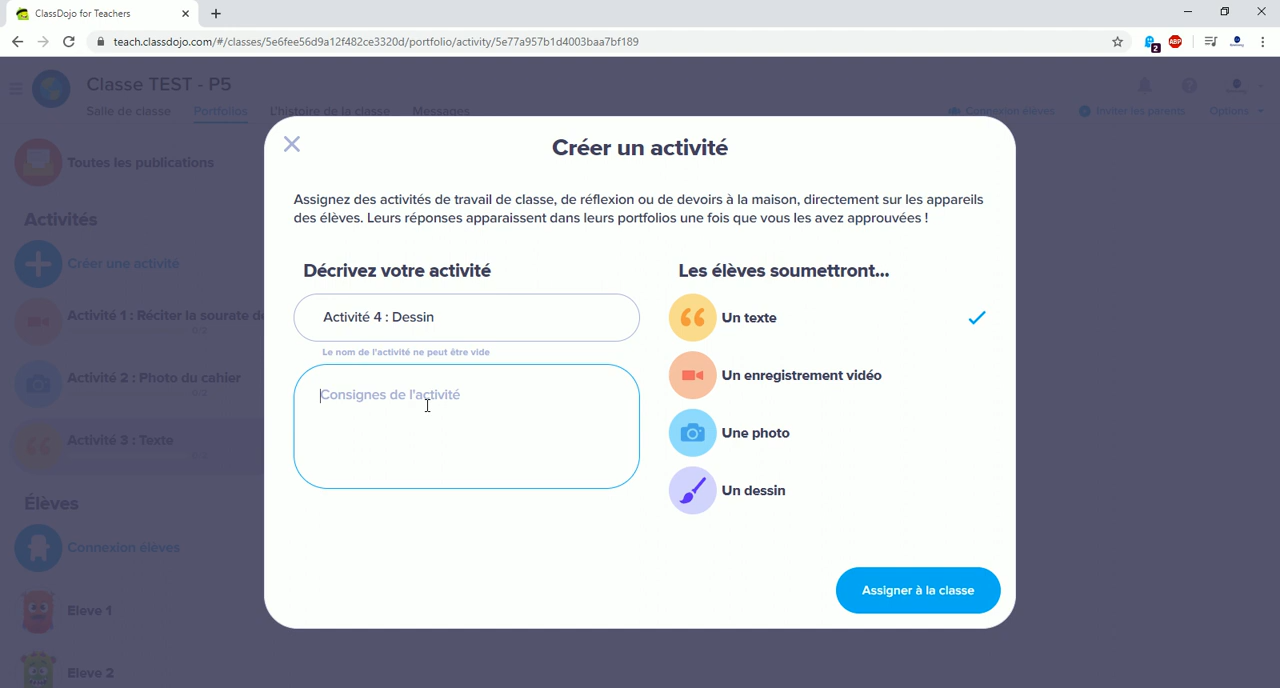 ClassDojo for Teachers
teach.classdojo.com/#/classes/5e6fee56d9a12f482ce3320d/portfolio/activity/5e77a957b1d4003baa7bf189
2
ABP
Classe TEST - P5
Salle de classe
Portfolios
L'histoire de la classe
Messages
Connexion élèves
Inviter les parents
Options
Toutes les publications
Activités
Créer une activité
Activité 1 : Réciter la sourate de
0/2
Activité 2 : Photo du cahier
0/2
Activité 3 : Texte
Élèves
Connexion élèves
Eleve 1
Eleve 2
Créer un activité
Assignez des activités de travail de classe, de réflexion ou de devoirs à la maison, directement sur les appareils
des élèves. Leurs réponses apparaissent dans leurs portfolios une fois que vous les avez approuvées !
Décrivez votre activité
Activité 4 : Dessin
Le nom de l'activité ne peut être vide
Consignes de l'activité
Les élèves soumettront...
Un texte
Un enregistrement vidéo
Une photo
Un dessin
Assigner à la classe